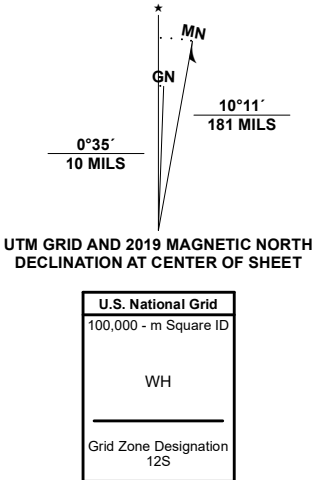 ★
MN
GN
10°11´
181 MILS
0°35´
10 MILS
UTM GRID AND 2019 MAGNETIC NORTH
DECLINATION AT CENTER OF SHEET
U.S. National Grid
100,000 - m Square ID
WH
Grid Zone Designation
12S